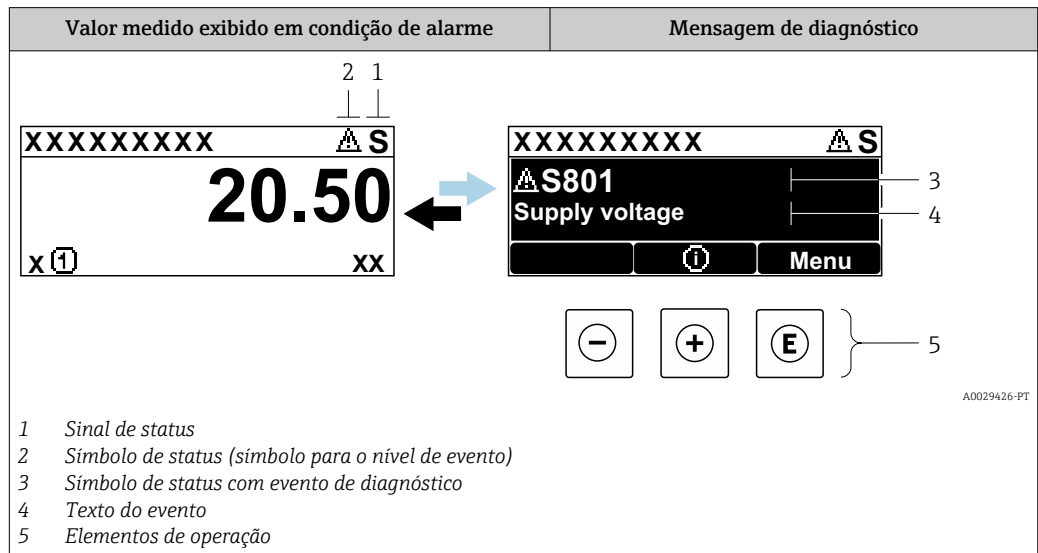 Valor medido exibido em condição de alarme
Mensagem de diagnóstico
2 1
XXXXXXXXX ⚠ S
20.50
X 1 XX
XXXXXXXXX ⚠ S
⚠S801
Supply voltage
i Menu
3
4
− + E
5
A0029426-PT
1 Sinal de status
2 Símbolo de status (símbolo para o nível de evento)
3 Símbolo de status com evento de diagnóstico
4 Texto do evento
5 Elementos de operação